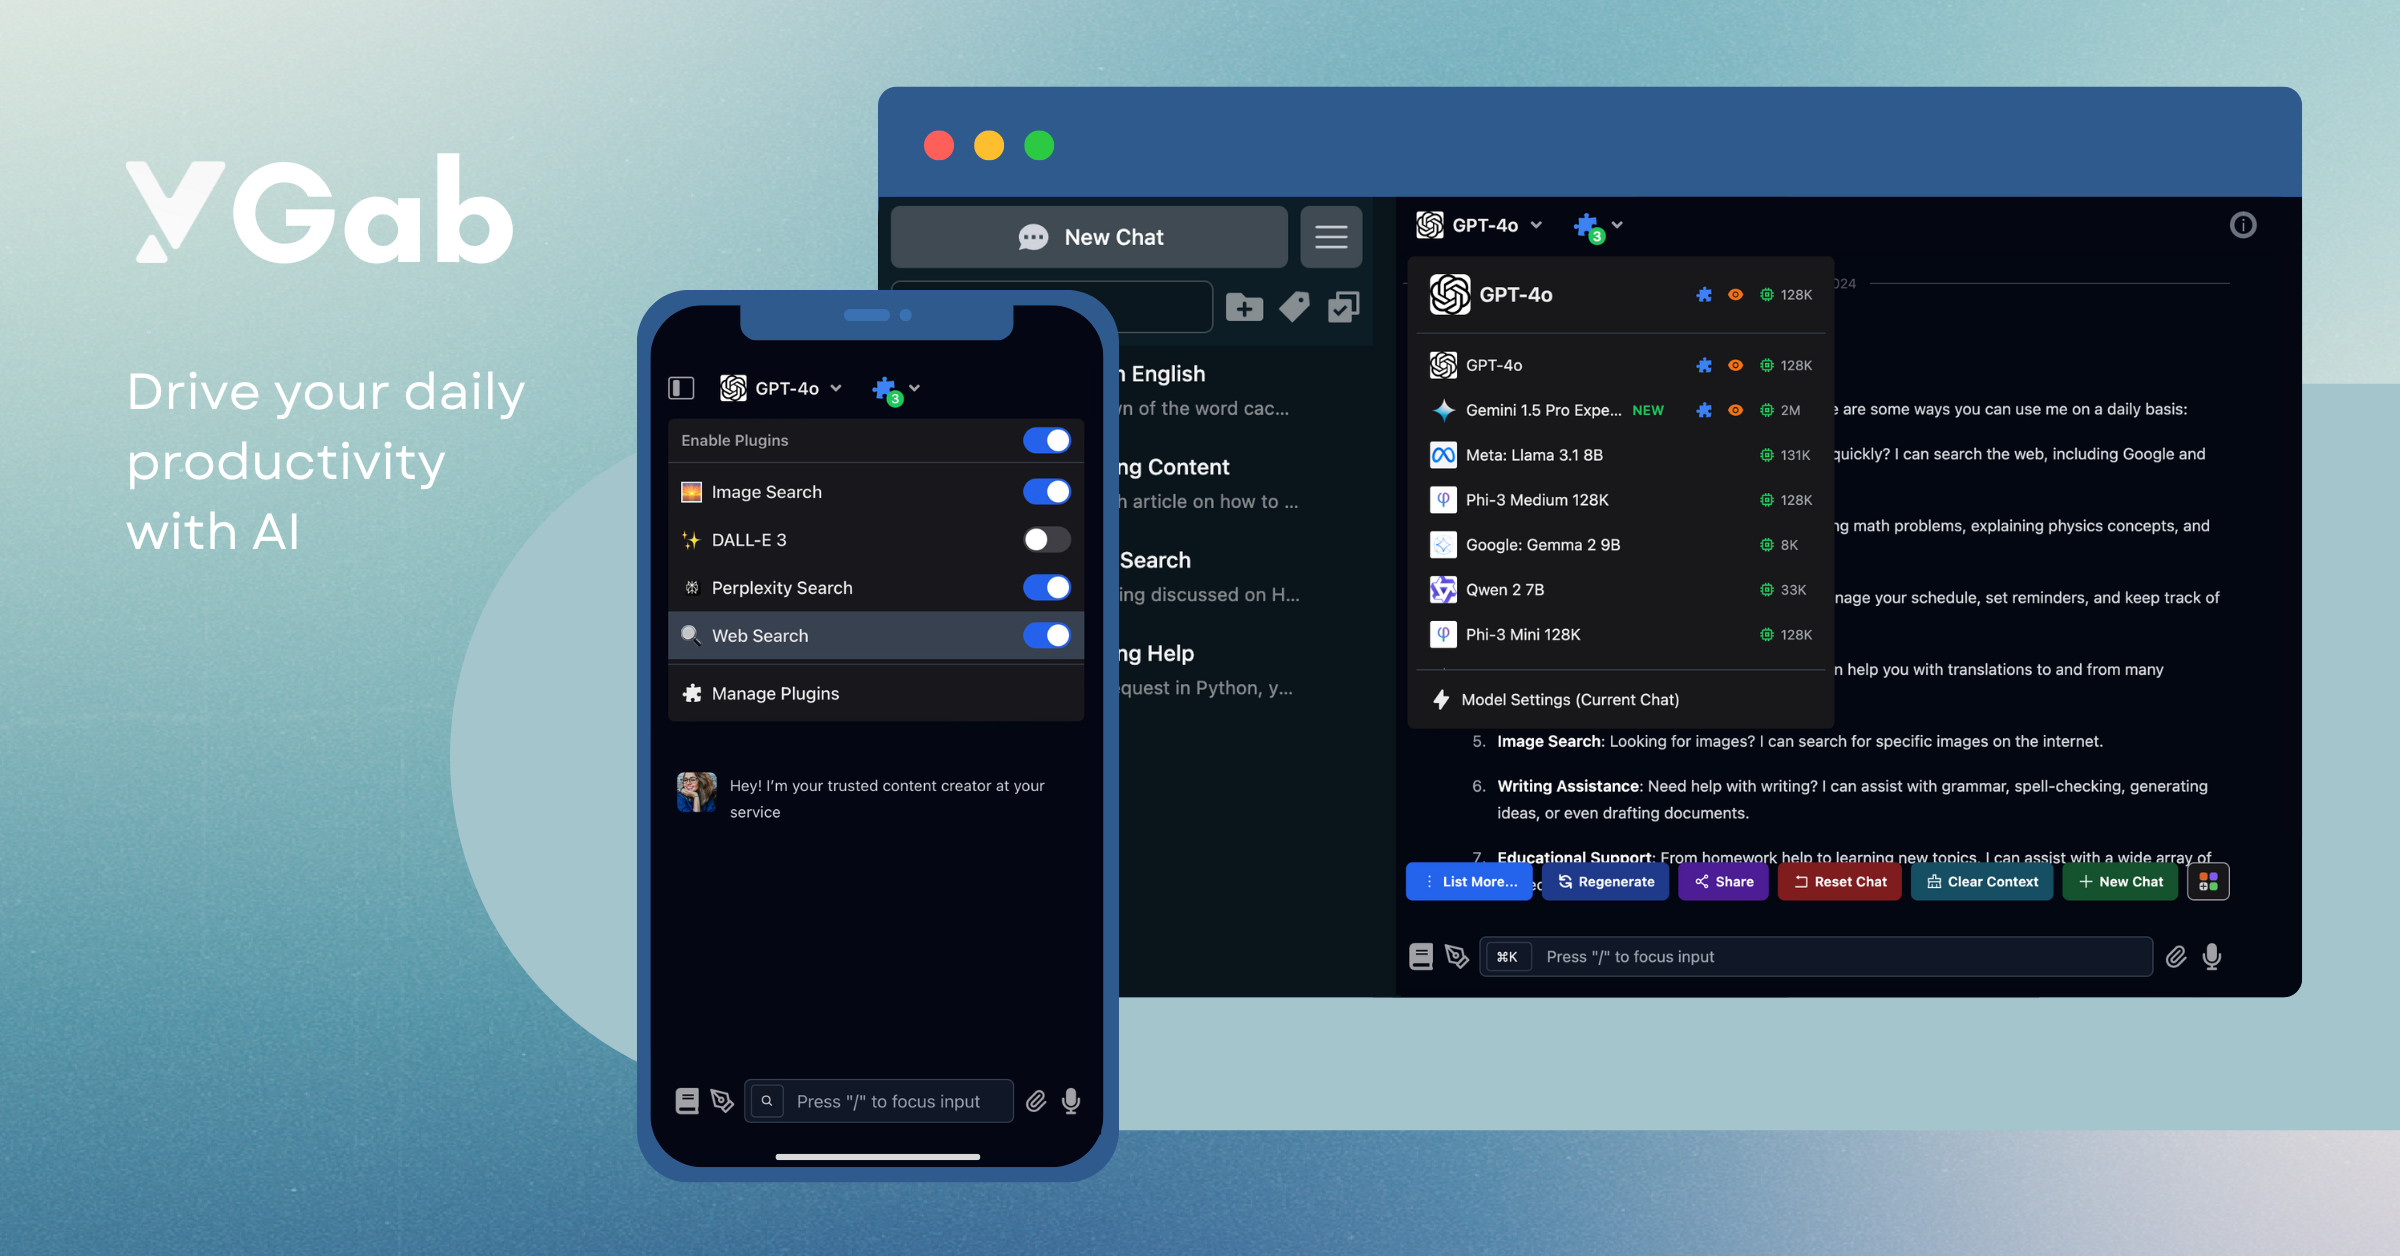 YGab
Drive your daily
productivity
with AI
New Chat
English
of the word cac...
Content
article on how to ...
Search
discussed on H...
Help
in Python, y...
GPT-4o
3
GPT-4o 128K
GPT-4o 128K
Gemini 1.5 Pro Expe... NEW 2M
Meta: Llama 3.1 8B 131K
Phi-3 Medium 128K 128K
Google: Gemma 2 9B 8K
Qwen 2 7B 33K
Phi-3 Mini 128K 128K
Model Settings (Current Chat)
024
are some ways you can use me on a daily basis:
quickly? I can search the web, including Google and
math problems, explaining physics concepts, and
your schedule, set reminders, and keep track of
help you with translations to and from many
5. Image Search: Looking for images? I can search for specific images on the internet.
6. Writing Assistance: Need help with writing? I can assist with grammar, spell-checking, generating
ideas, or even drafting documents.
7. Educational Support: From homework help to learning new topics, I can assist with a wide array of
List More... Regenerate Share Reset Chat Clear Context New Chat
⌘K Press "/" to focus input
GPT-4o
3
Enable Plugins
Image Search
DALL-E 3
Perplexity Search
Web Search
Manage Plugins
Hey! I'm your trusted content creator at your
service
Press "/" to focus input